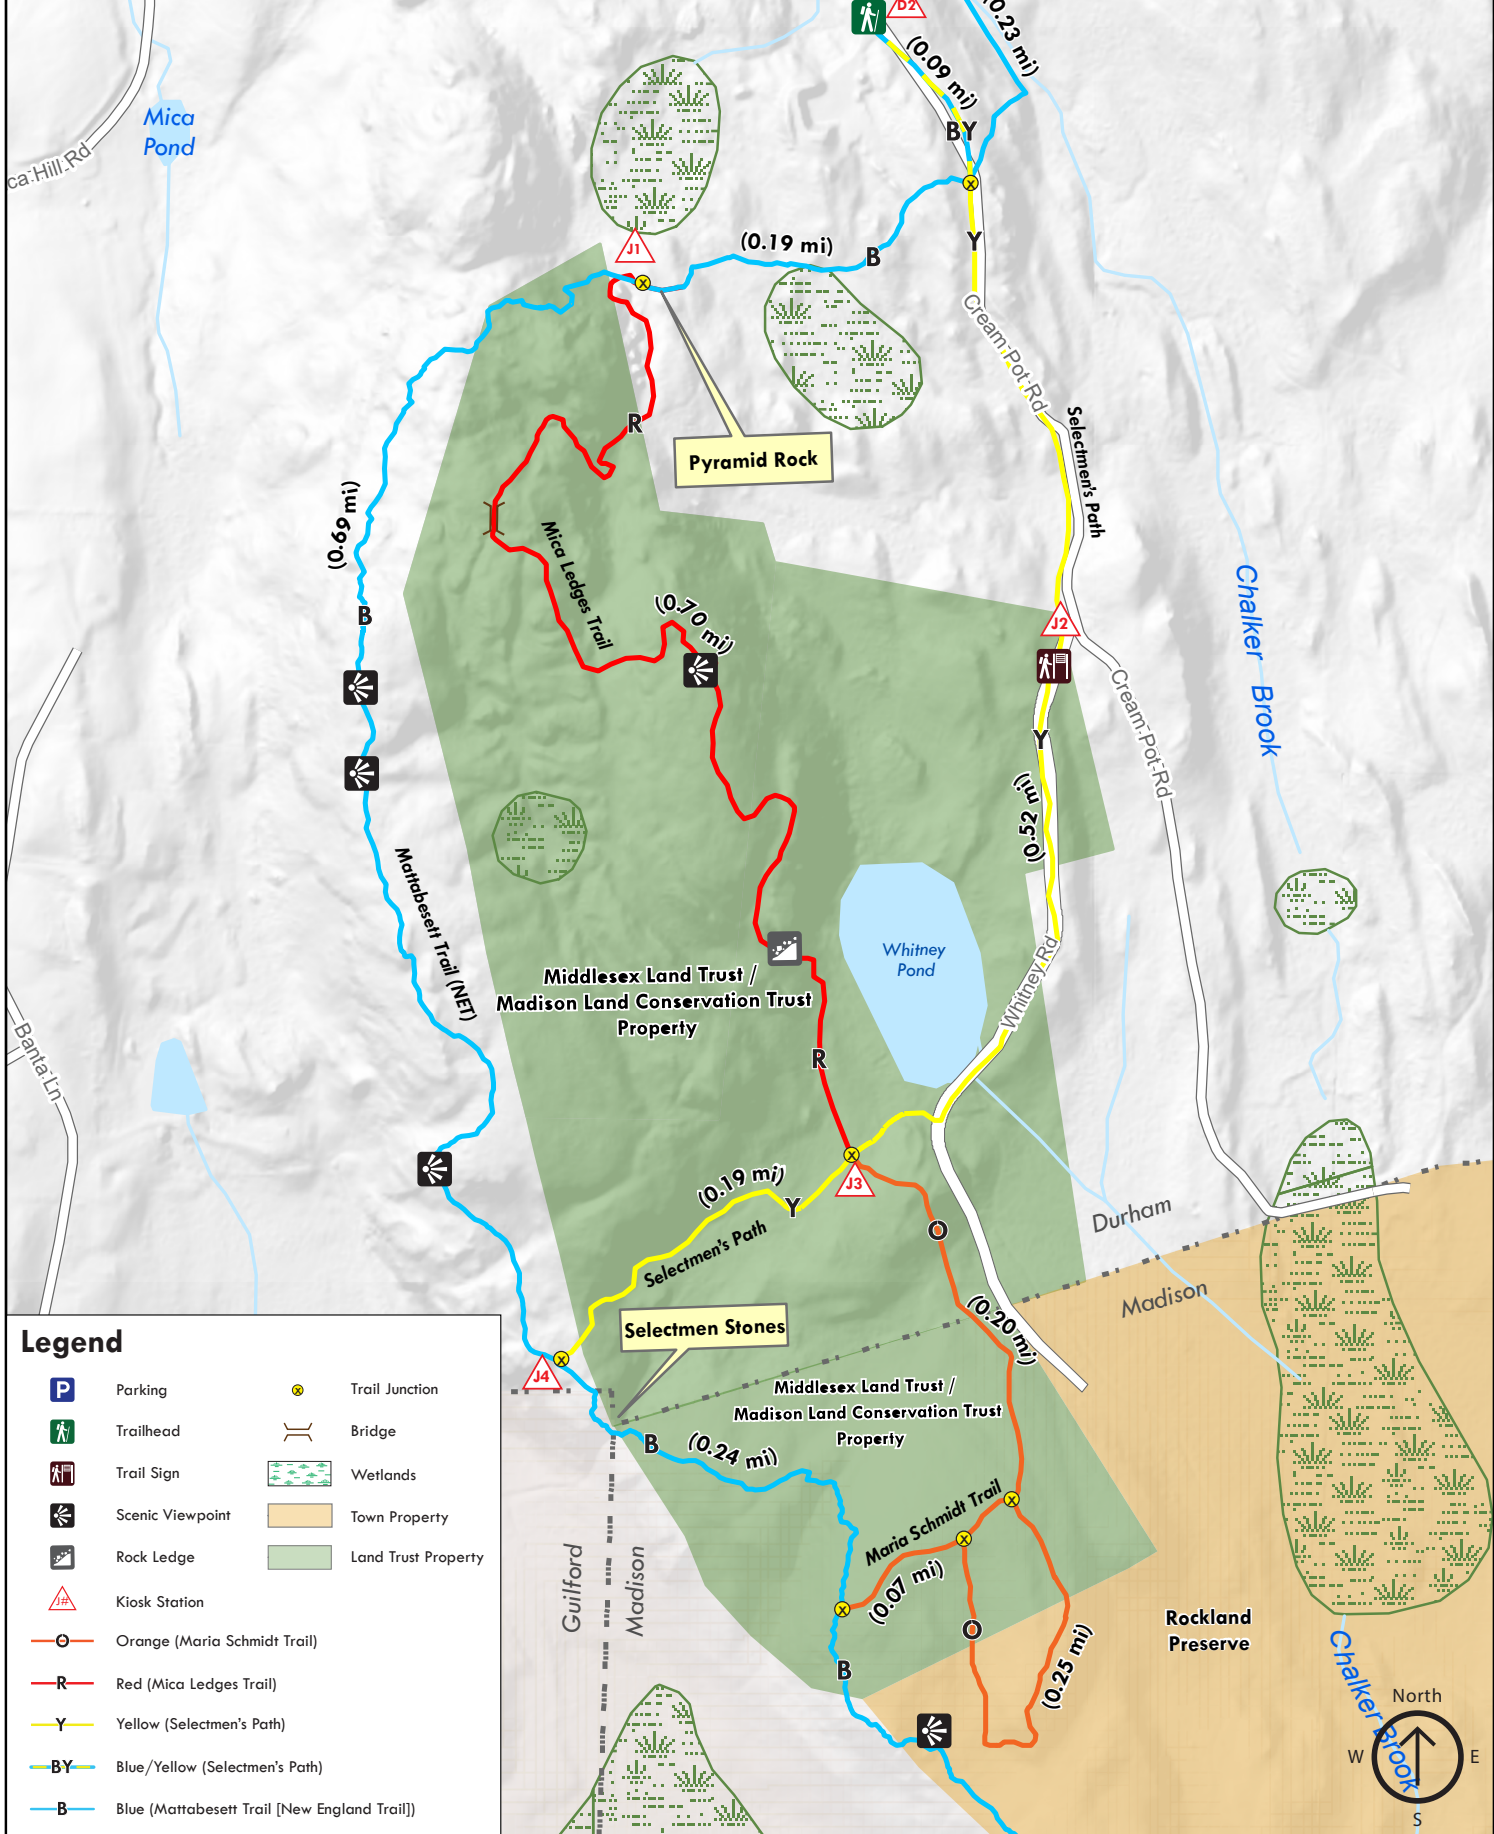 D2
(0.23 mi)
(0.09 mi)
BY
Mica
Pond
ca Hill Rd
J1
(0.19 mi)
B
Y
Cream Pot Rd
Selectmen's Path
R
Pyramid Rock
(0.69 mi)
Mica Ledges Trail
B
(0.70 mi)
J2
Chalker Brook
Cream Pot Rd
Y
(0.52 mi)
Mattabesett Trail (NET)
Whitney
Pond
Whitney Rd
Middlesex Land Trust /
Madison Land Conservation Trust
Property
Banta Ln
R
J3
(0.19 mi)
Y
Selectmen's Path
O
Durham
Madison
(0.20 mi)
Selectmen Stones
J4
Middlesex Land Trust /
Madison Land Conservation Trust
Property
B
(0.24 mi)
Maria Schmidt Trail
(0.07 mi)
Guilford
Madison
O
(0.25 mi)
B
Rockland
Preserve
Chalker Brook
North
W
E
S
Legend
P
Parking
Trail Junction
Trailhead
Bridge
Trail Sign
Wetlands
Scenic Viewpoint
Town Property
Rock Ledge
Land Trust Property
J#
Kiosk Station
O
Orange (Maria Schmidt Trail)
R
Red (Mica Ledges Trail)
Y
Yellow (Selectmen's Path)
BY
Blue/Yellow (Selectmen's Path)
B
Blue (Mattabesett Trail [New England Trail])